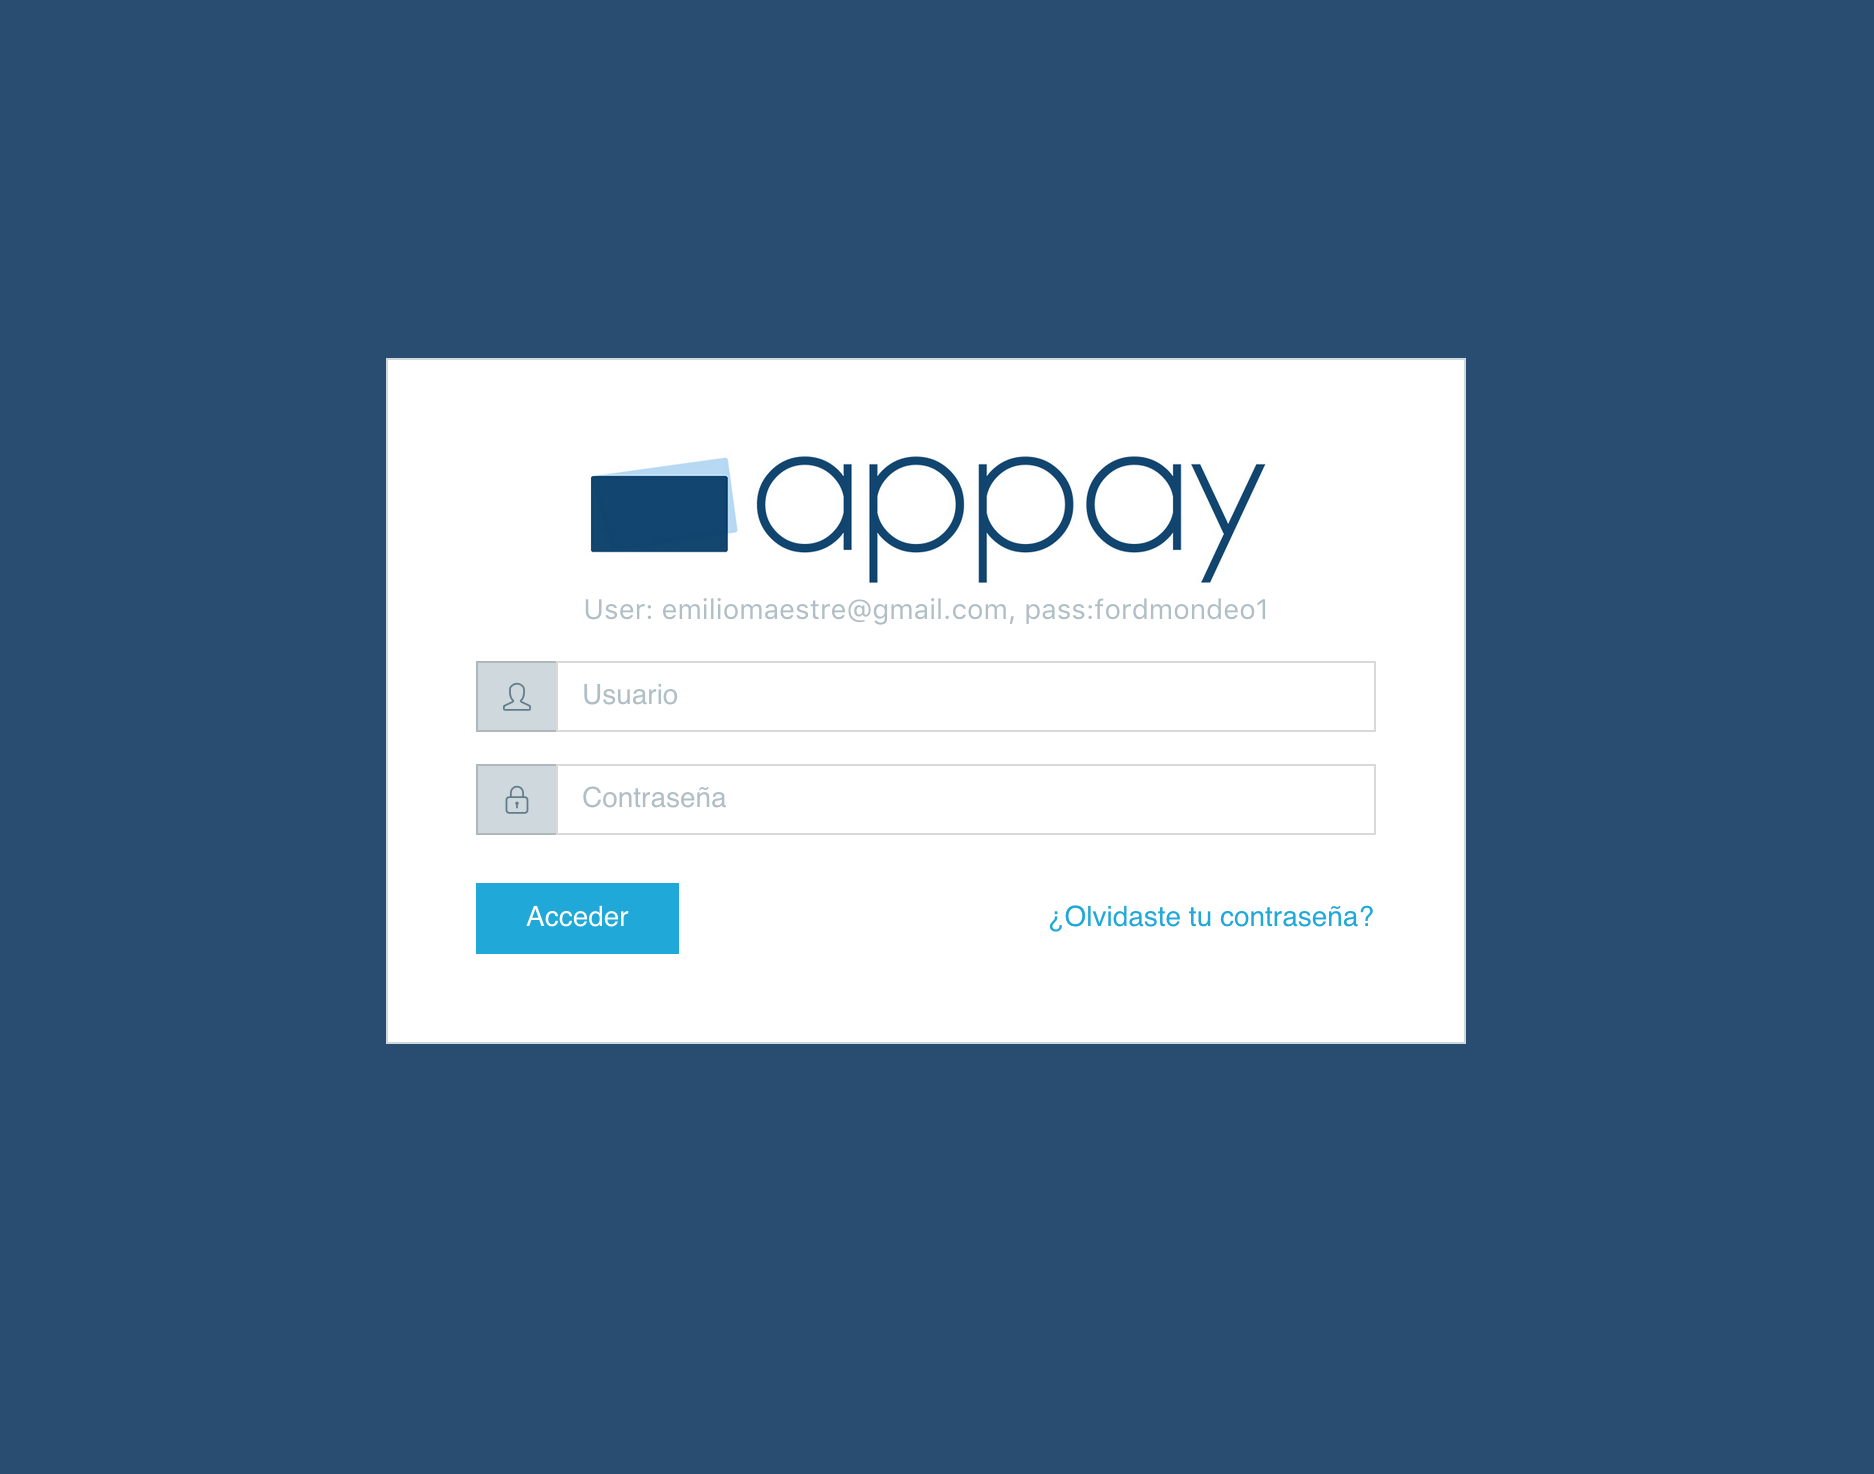 appay
User: emiliomaestre@gmail.com, pass:fordmondeo1
Usuario
Contraseña
Acceder
¿Olvidaste tu contraseña?